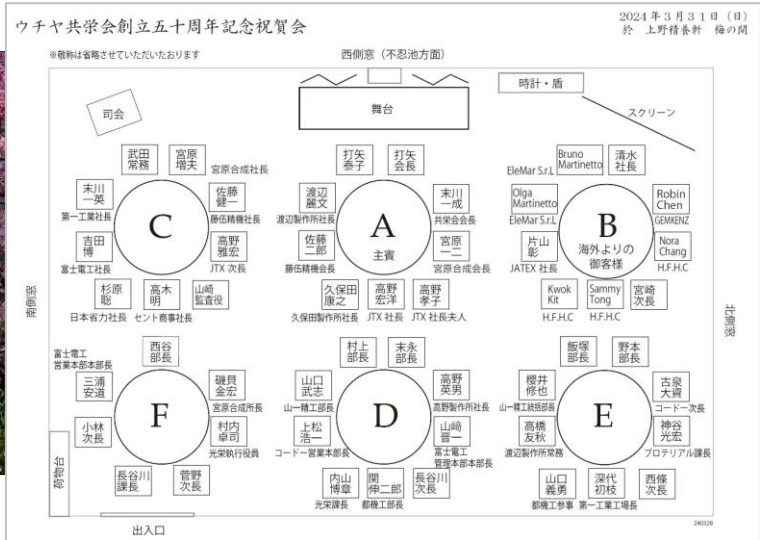 ウチヤ共栄会創立五十周年記念祝賀会
2024年3月31日(日)
於 上野精養軒 梅の間
※敬称は省略させていただいております
西側窓(不忍池方面)
時計・盾
スクリーン
司会
舞台
南側窓
北側窓
武田
常務
宮原
増夫
宮原合成社長
末川
一英
第一工業社長
佐藤
健一
藤伍精機社長
C
吉田
博
富士電工社長
高野
雅宏
JTX 次長
杉原
聡
日本省力社長
高木
明
セント商事社長
山崎
監査役
打矢
泰子
打矢
会長
渡辺
麗文
渡辺製作所社長
末川
一成
共栄会会長
A
主賓
佐藤
二郎
藤伍精機会長
宮原
一二
宮原合成会長
久保田
康之
久保田製作所社長
高野
宏洋
JTX 社長
高野
孝子
JTX 社長夫人
Bruno
Martinetto
EleMar S.r.L
清水
社長
Olga
Martinetto
EleMar S.r.L
Robin
Chen
GEMKENZ
B
海外よりの
御客様
片山
彰
JATEX 社長
Nora
Chang
H.F.H.C
Kwok
Kit
H.F.H.C
Sammy
Tong
H.F.H.C
宮崎
次長
西谷
部長
富士電工
営業本部本部長
三浦
安道
磯貝
金宏
宮原合成所長
F
小林
次長
村内
卓司
光栄執行役員
長谷川
課長
菅野
次長
村上
部長
末永
部長
山口
武志
山一精工部長
高野
英男
高野製作所社長
D
上松
浩一
コードー営業本部長
山﨑
晋一
富士電工
管理本部本部長
内山
博章
光栄課長
関
伸二郎
都機工部長
長谷川
次長
飯塚
部長
野本
部長
櫻井
修也
山一精工統括部長
古泉
大資
コードー次長
E
高橋
友秋
渡辺製作所常務
神谷
光宏
プロテリアル課長
山口
義勇
都機工参事
深代
初枝
第一工業工場長
西條
次長
荷物台
出入口
240328